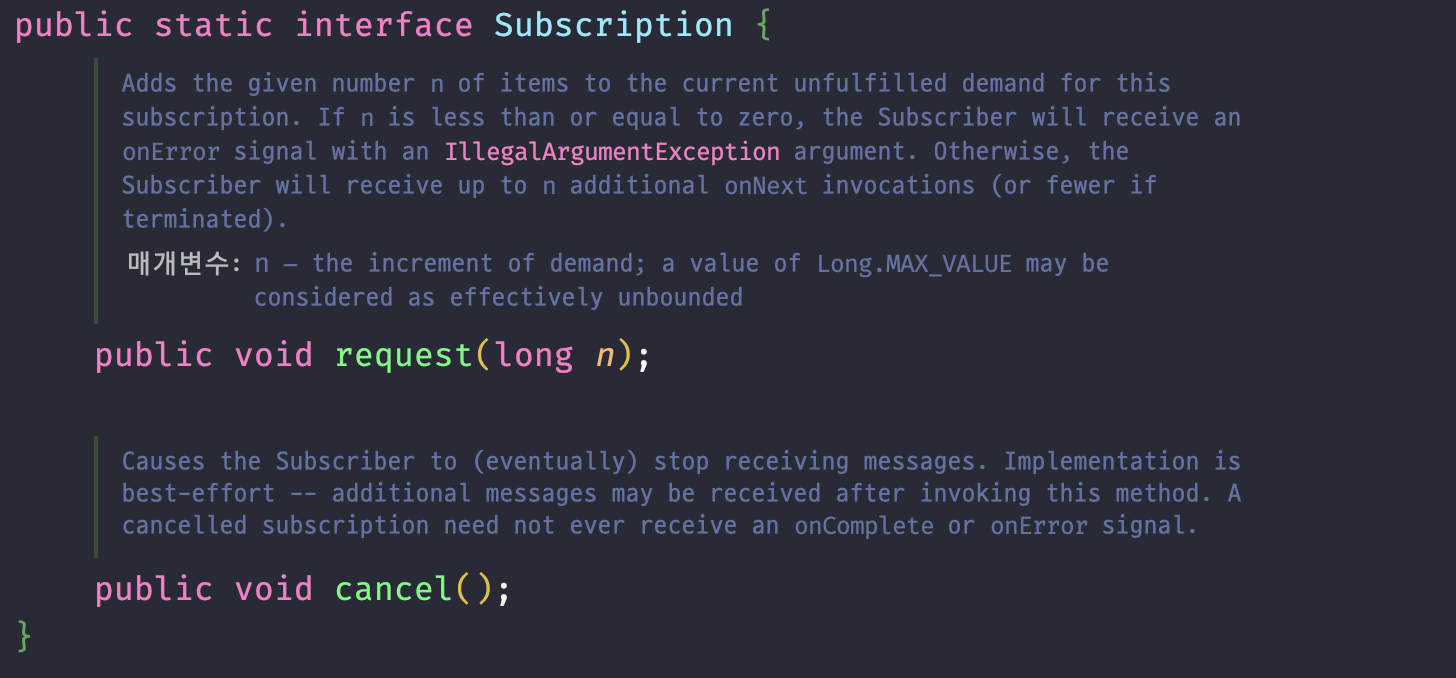 public static interface Subscription {
Adds the given number n of items to the current unfulfilled demand for this
subscription. If n is less than or equal to zero, the Subscriber will receive an
onError signal with an IllegalArgumentException argument. Otherwise, the
Subscriber will receive up to n additional onNext invocations (or fewer if
terminated).
매개변수: n – the increment of demand; a value of Long.MAX_VALUE may be
considered as effectively unbounded
public void request(long n);
Causes the Subscriber to (eventually) stop receiving messages. Implementation is
best-effort -- additional messages may be received after invoking this method. A
cancelled subscription need not ever receive an onComplete or onError signal.
public void cancel();
}